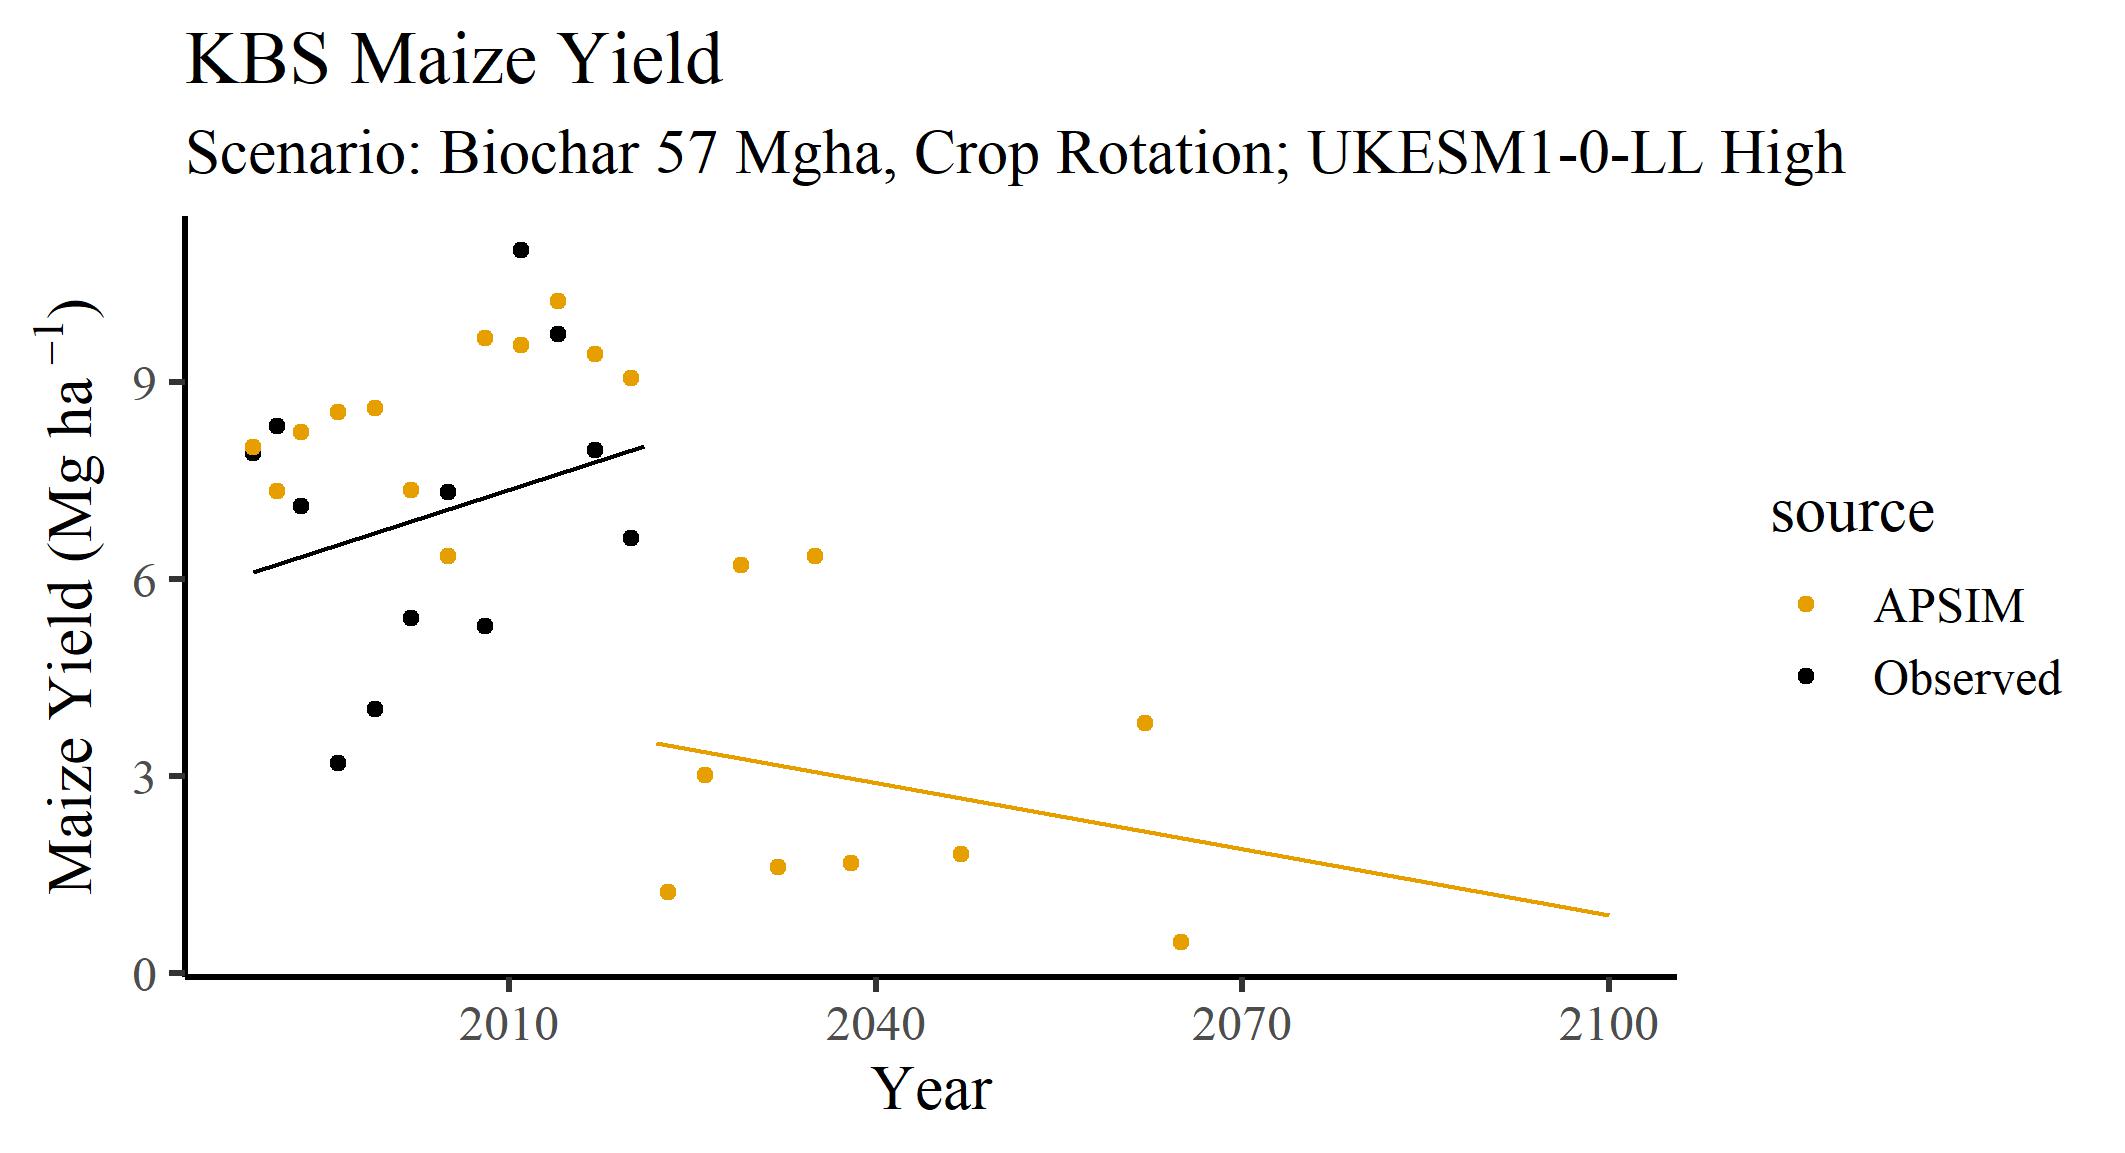 KBS Maize Yield
Scenario: Biochar 57 Mgha, Crop Rotation; UKESM1-0-LL High
Maize Yield (Mg ha −1)
9
6
3
0
2010 2040 2070 2100
Year
source
APSIM
Observed